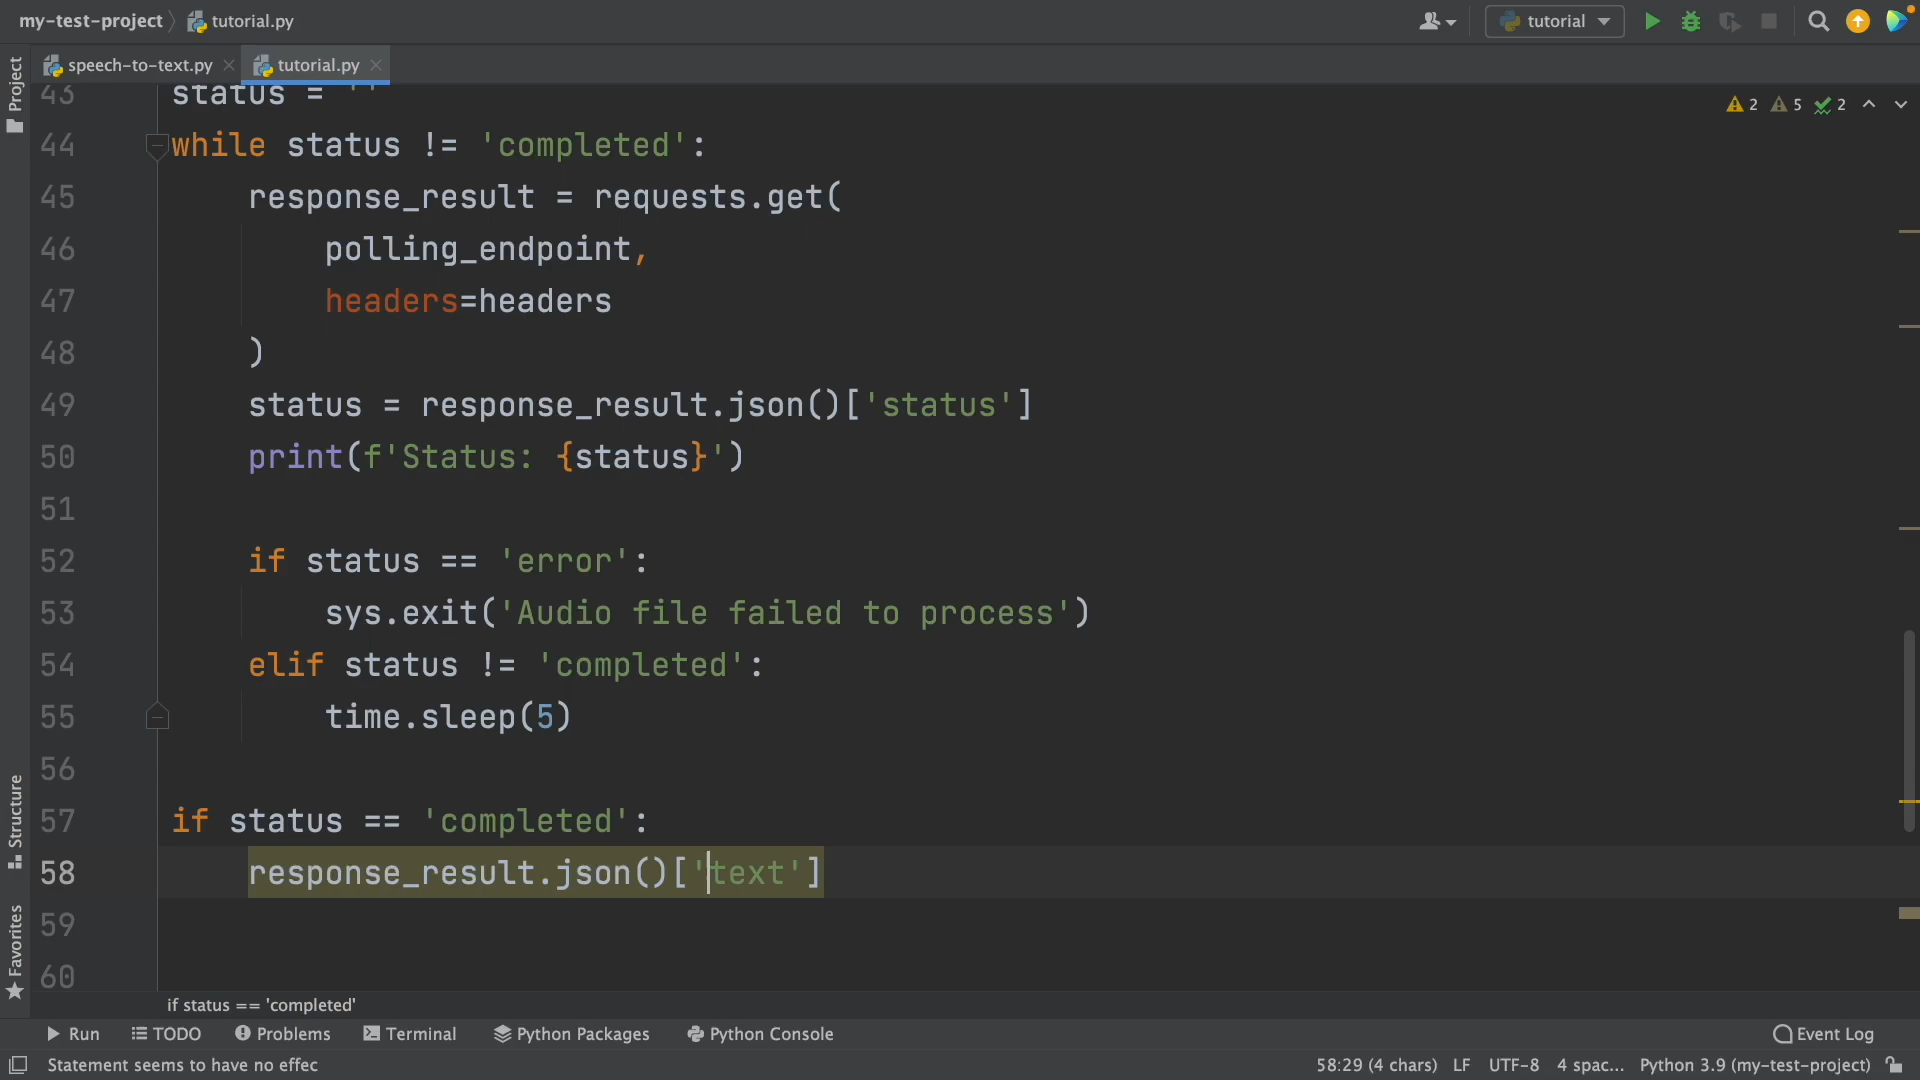 my-test-project tutorial.py
tutorial
speech-to-text.py tutorial.py
Project
2 5 2
43 status = ''
44 while status != 'completed':
45 response_result = requests.get(
46 polling_endpoint,
47 headers=headers
48 )
49 status = response_result.json()['status']
50 print(f'Status: {status}')
51
52 if status == 'error':
53 sys.exit('Audio file failed to process')
54 elif status != 'completed':
55 time.sleep(5)
56
57 if status == 'completed':
58 response_result.json()['text']
59
60
Structure
Favorites
if status == 'completed'
Run TODO Problems Terminal Python Packages Python Console Event Log
Statement seems to have no effec 58:29 (4 chars) LF UTF-8 4 spac... Python 3.9 (my-test-project)